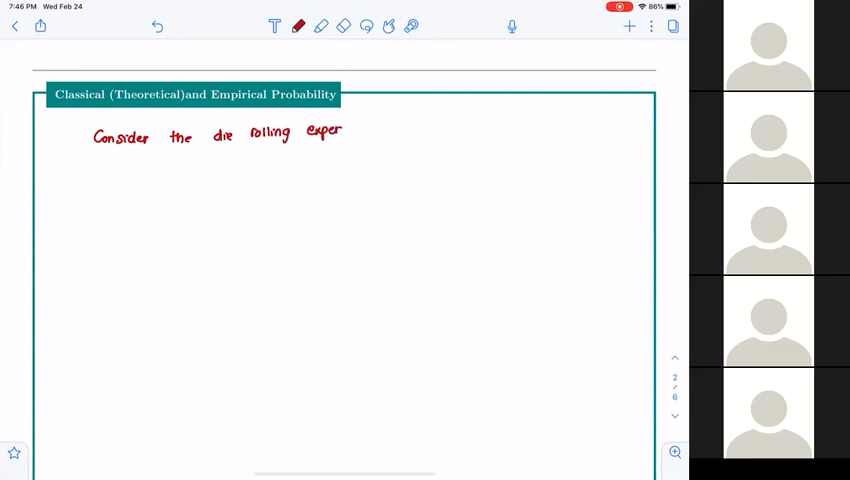 7:46 PM Wed Feb 24
86%
Classical (Theoretical)and Empirical Probability
Consider the die rolling exper
2
6